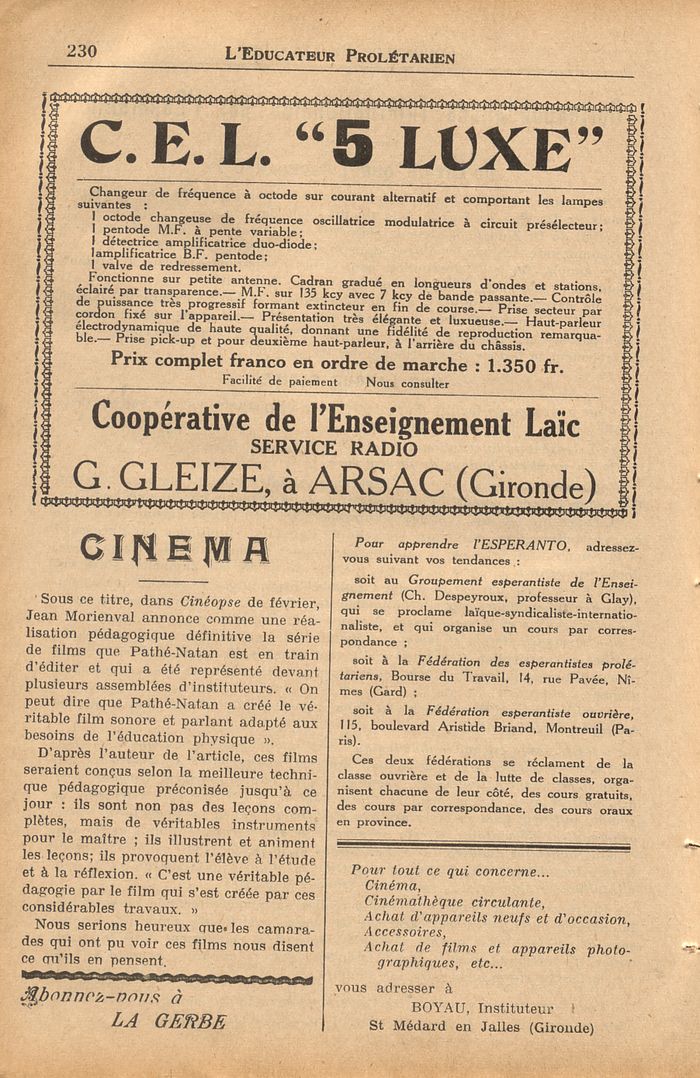 230
L'EDUCATEUR PROLÉTARIEN
C.E.L. “5 LUXE”
Changeur de fréquence à octode sur courant alternatif et comportant les lampes
suivantes :
1 octode changeuse de fréquence oscillatrice modulatrice à circuit présélecteur;
1 pentode M.F. à pente variable;
1 détectrice amplificatrice duo-diode;
1amplificatrice B.F. pentode;
1 valve de redressement.
Fonctionne sur petite antenne. Cadran gradué en longueurs d'ondes et stations,
éclairé par transparence.— M.F. sur 135 kcy avec 7 kcy de bande passante.— Contrôle
de puissance très progressif formant extincteur en fin de course.— Prise secteur par
cordon fixé sur l'appareil.— Présentation très élégante et luxueuse.— Haut-parleur
électrodynamique de haute qualité, donnant une fidélité de reproduction remarqua-
ble.— Prise pick-up et pour deuxième haut-parleur, à l'arrière du châssis.
Prix complet franco en ordre de marche : 1.350 fr.
Facilité de paiement Nous consulter
Coopérative de l'Enseignement Laïc
SERVICE RADIO
G. GLEIZE, à ARSAC (Gironde)
CINEMA
Sous ce titre, dans Cinéopse de février,
Jean Morienval annonce comme une réa-
lisation pédagogique définitive la série
de films que Pathé-Natan est en train
d'éditer et qui a été représenté devant
plusieurs assemblées d'instituteurs. « On
peut dire que Pathé-Natan a créé le vé-
ritable film sonore et parlant adapté aux
besoins de l'éducation physique ».
D'après l'auteur de l'article, ces films
seraient conçus selon la meilleure techni-
que pédagogique préconisée jusqu'à ce
jour : ils sont non pas des leçons com-
plètes, mais de véritables instruments
pour le maître ; ils illustrent et animent
les leçons; ils provoquent l'élève à l'étude
et à la réflexion. « C'est une véritable pé-
dagogie par le film qui s'est créée par ces
considérables travaux. »
Nous serions heureux que les camara-
des qui ont pu voir ces films nous disent
ce qu'ils en pensent.
Abonnez-nous à
LA GERBE
Pour apprendre l'ESPERANTO, adressez-
vous suivant vos tendances :
soit au Groupement esperantiste de l'Ensei-
gnement (Ch. Despeyroux, professeur à Glay),
qui se proclame laïque-syndicaliste-internatio-
naliste, et qui organise un cours par corres-
pondance ;
soit à la Fédération des esperantistes prolé-
tariens, Bourse du Travail, 14, rue Pavée, Nî-
mes (Gard) ;
soit à la Fédération esperantiste ouvrière,
115, boulevard Aristide Briand, Montreuil (Pa-
ris).
Ces deux fédérations se réclament de la
classe ouvrière et de la lutte de classes, orga-
nisent chacune de leur côté, des cours gratuits,
des cours par correspondance, des cours oraux
en province.
Pour tout ce qui concerne...
Cinéma,
Cinémathèque circulante,
Achat d'appareils neufs et d'occasion,
Accessoires,
Achat de films et appareils photo-
graphiques, etc...
vous adresser à
BOYAU, Instituteur
St Médard en Jalles (Gironde)